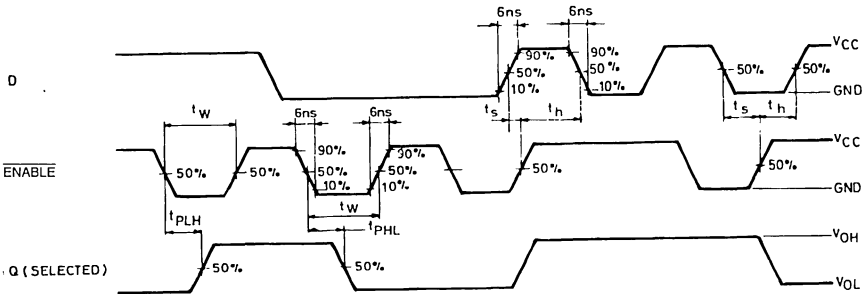 6ns 6ns
D 90% 90% VCC
50% 50% 50% 50%
10% 10% GND
ts th ts th
tW 6ns 6ns
ENABLE 90% 90% VCC
50% 50% 50% 50% 50% 50%
10% 10% GND
tW
tPLH tPHL
Q (SELECTED) 50% 50% VOH
VOL